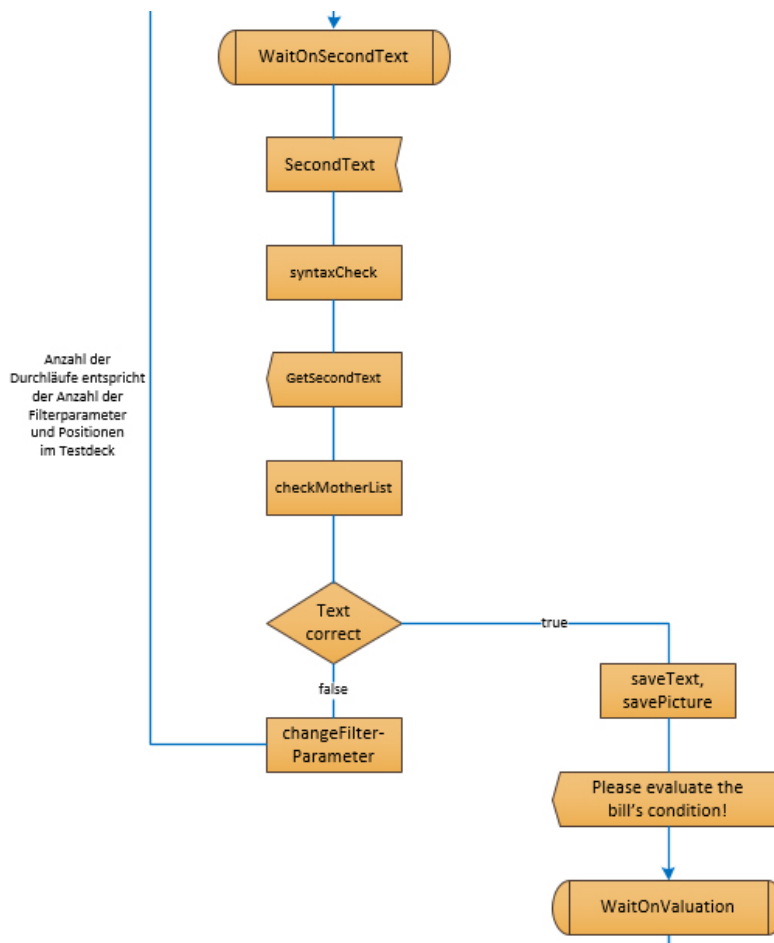 WaitOnSecondText
SecondText
syntaxCheck
Anzahl der
Durchläufe entspricht
der Anzahl der
Filterparameter
und Positionen
im Testdeck
GetSecondText
checkMotherList
Text
correct
true
false
saveText,
savePicture
changeFilter-
Parameter
Please evaluate the
bill's condition!
WaitOnValuation